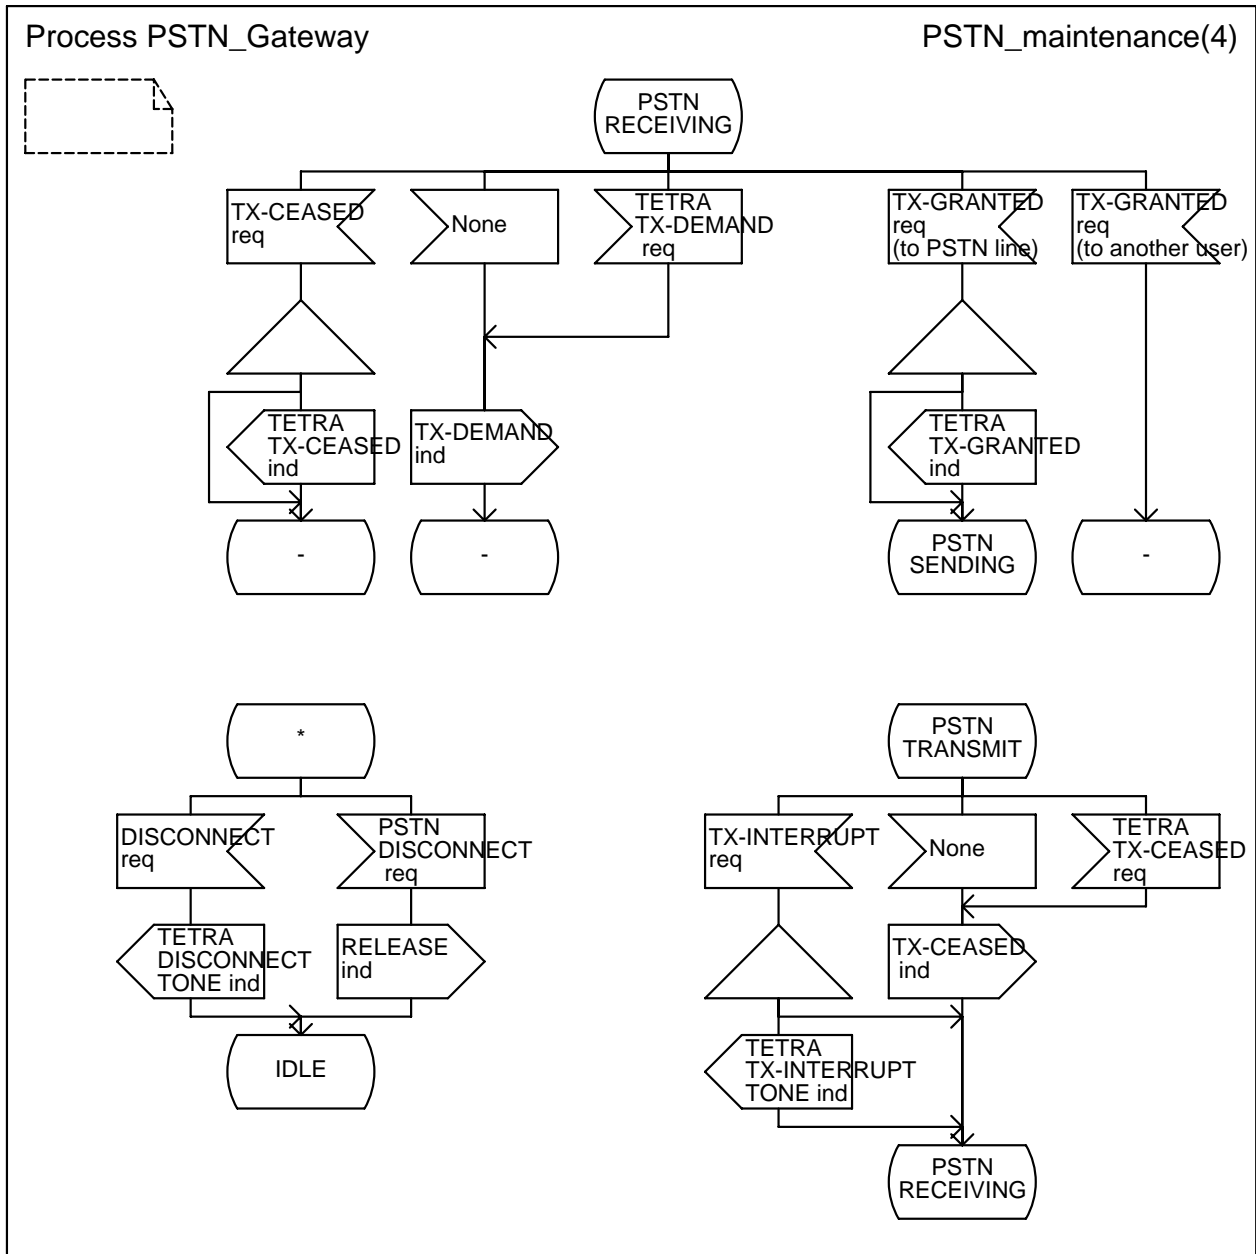 Process PSTN_Gateway
PSTN_maintenance(4)
PSTN
RECEIVING
TX-CEASED
req
None
TETRA
TX-DEMAND
req
TX-GRANTED
req
(to PSTN line)
TX-GRANTED
req
(to another user)
TETRA
TX-CEASED
ind
TX-DEMAND
ind
TETRA
TX-GRANTED
ind
-
-
PSTN
SENDING
-
*
PSTN
TRANSMIT
DISCONNECT
req
PSTN
DISCONNECT
req
TX-INTERRUPT
req
None
TETRA
TX-CEASED
req
TETRA
DISCONNECT
TONE ind
RELEASE
ind
TX-CEASED
ind
IDLE
TETRA
TX-INTERRUPT
TONE ind
PSTN
RECEIVING